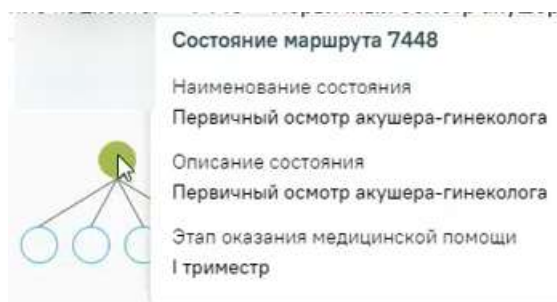 Состояние маршрута 7448
Наименование состояния
Первичный осмотр акушера-гинеколога
Описание состояния
Первичный осмотр акушера-гинеколога
Этап оказания медицинской помощи
I триместр